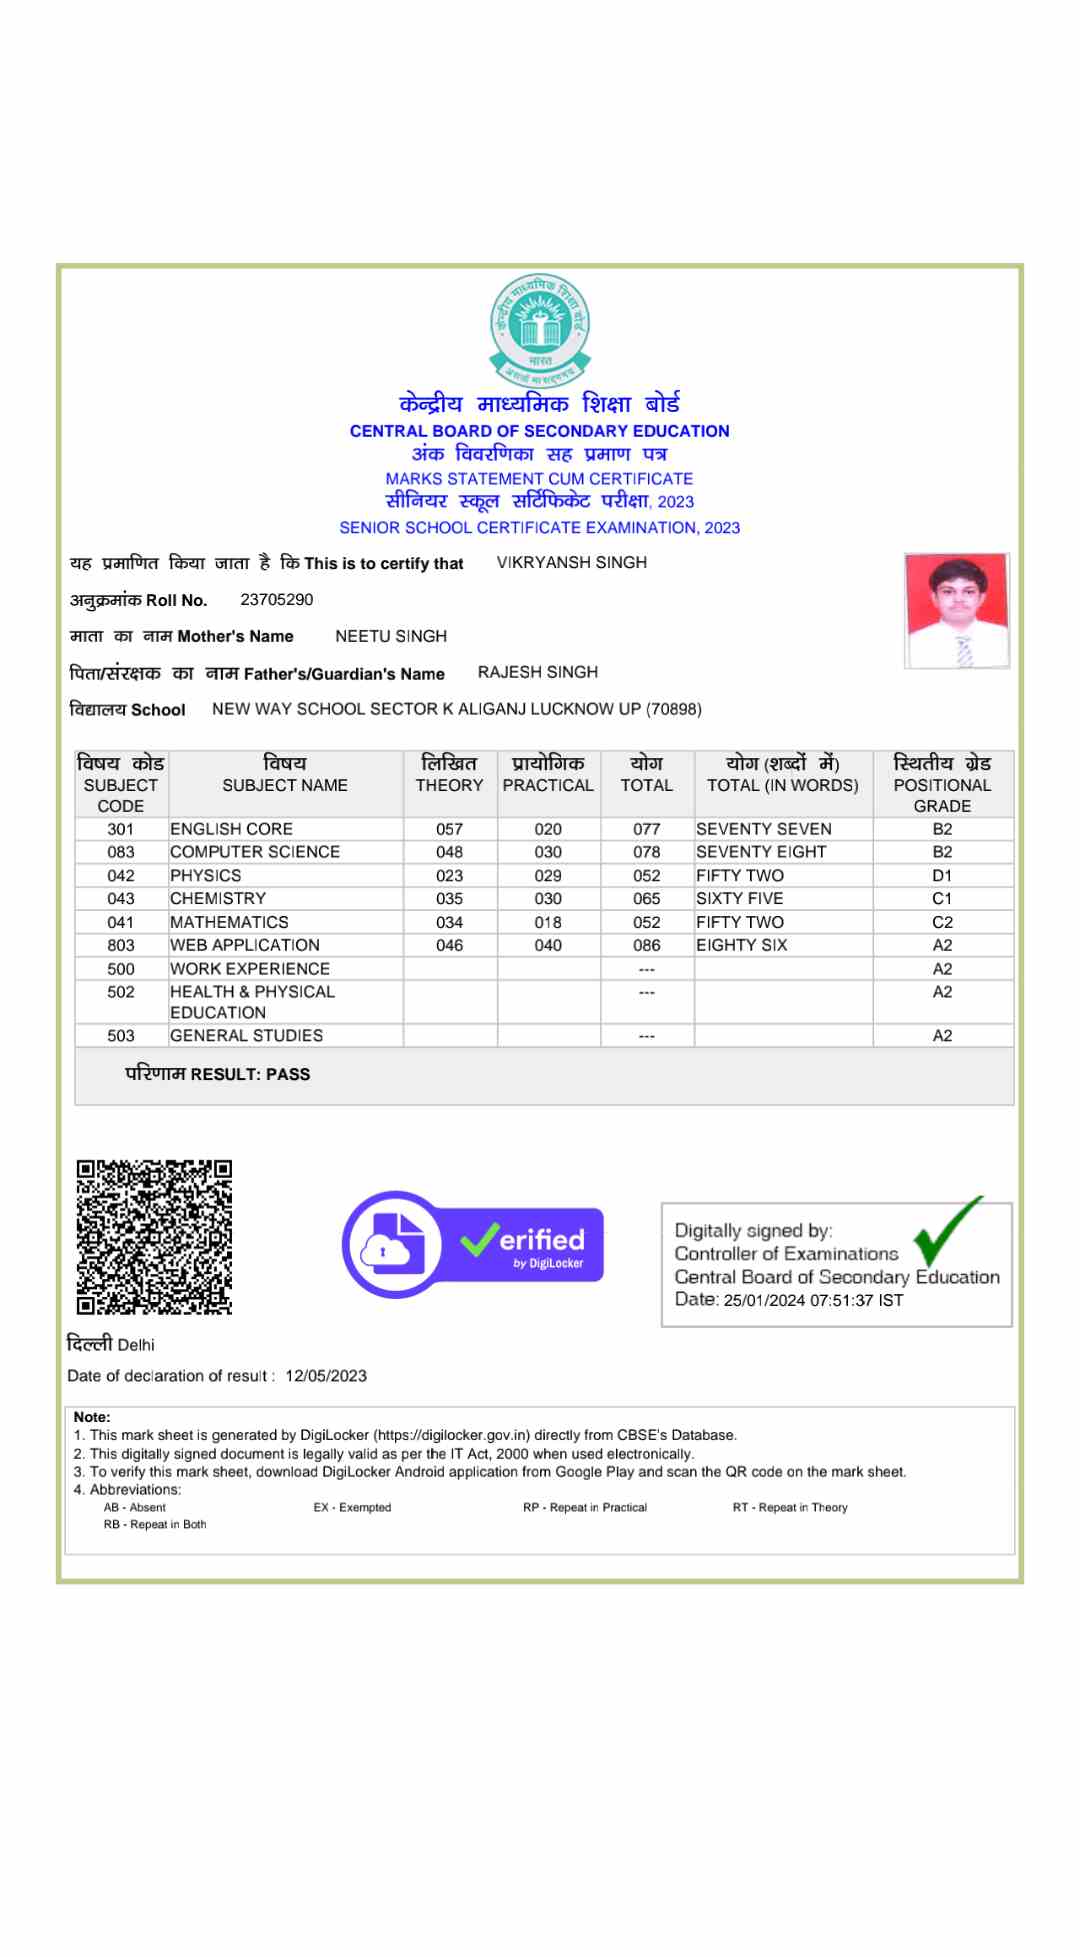 केन्द्रीय माध्यमिक शिक्षा बोर्ड
भारत
असतो मा सद्गमय
केन्द्रीय माध्यमिक शिक्षा बोर्ड
CENTRAL BOARD OF SECONDARY EDUCATION
अंक विवरणिका सह प्रमाण पत्र
MARKS STATEMENT CUM CERTIFICATE
सीनियर स्कूल सर्टिफिकेट परीक्षा, 2023
SENIOR SCHOOL CERTIFICATE EXAMINATION, 2023
यह प्रमाणित किया जाता है कि This is to certify that VIKRYANSH SINGH
अनुक्रमांक Roll No. 23705290
माता का नाम Mother's Name NEETU SINGH
पिता/संरक्षक का नाम Father's/Guardian's Name RAJESH SINGH
विद्यालय School NEW WAY SCHOOL SECTOR K ALIGANJ LUCKNOW UP (70898)
विषय कोड विषय लिखित प्रायोगिक योग योग (शब्दों में) स्थितीय ग्रेड
SUBJECT SUBJECT NAME THEORY PRACTICAL TOTAL TOTAL (IN WORDS) POSITIONAL
CODE GRADE
301 ENGLISH CORE 057 020 077 SEVENTY SEVEN B2
083 COMPUTER SCIENCE 048 030 078 SEVENTY EIGHT B2
042 PHYSICS 023 029 052 FIFTY TWO D1
043 CHEMISTRY 035 030 065 SIXTY FIVE C1
041 MATHEMATICS 034 018 052 FIFTY TWO C2
803 WEB APPLICATION 046 040 086 EIGHTY SIX A2
500 WORK EXPERIENCE --- A2
502 HEALTH & PHYSICAL --- A2
EDUCATION
503 GENERAL STUDIES --- A2
परिणाम RESULT: PASS
Verified
by DigiLocker
Digitally signed by:
Controller of Examinations
Central Board of Secondary Education
Date: 25/01/2024 07:51:37 IST
दिल्ली Delhi
Date of declaration of result : 12/05/2023
Note:
1. This mark sheet is generated by DigiLocker (https://digilocker.gov.in) directly from CBSE's Database.
2. This digitally signed document is legally valid as per the IT Act, 2000 when used electronically.
3. To verify this mark sheet, download DigiLocker Android application from Google Play and scan the QR code on the mark sheet.
4. Abbreviations:
AB - Absent EX - Exempted RP - Repeat in Practical RT - Repeat in Theory
RB - Repeat in Both